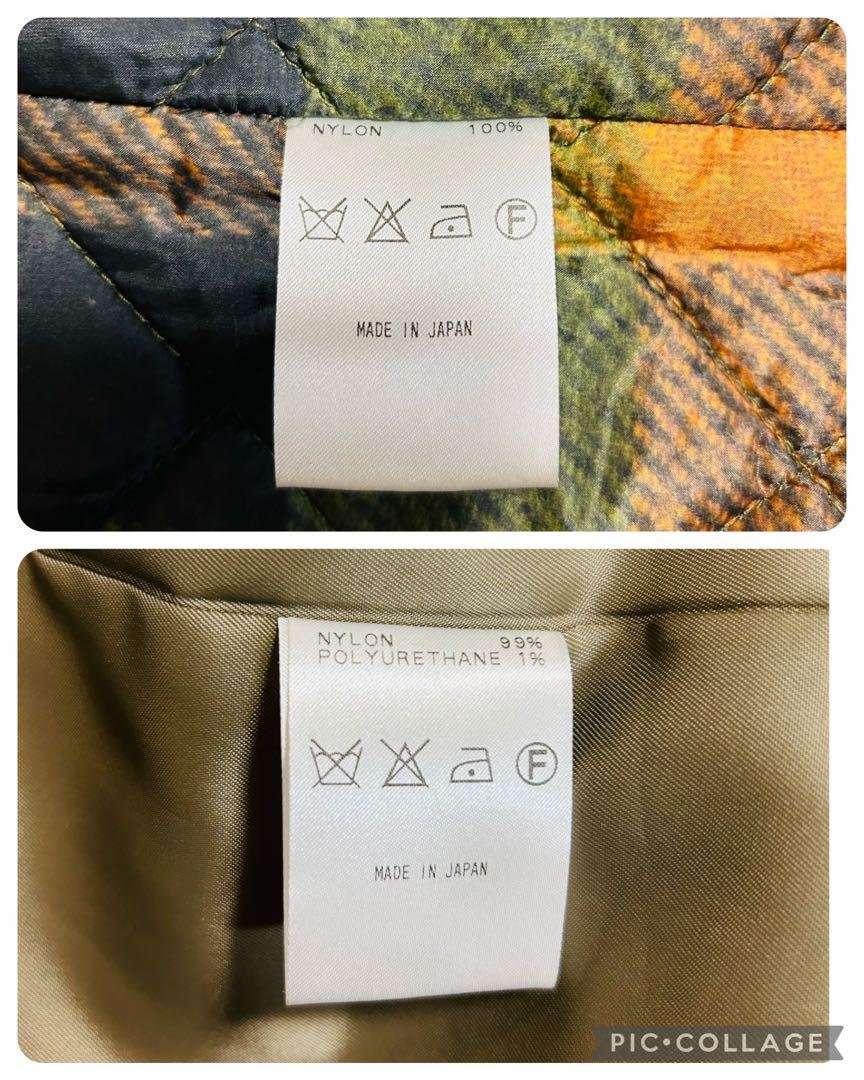 NYLON 100%
F
MADE IN JAPAN
NYLON 99%
POLYURETHANE 1%
F
MADE IN JAPAN
PIC•COLLAGE